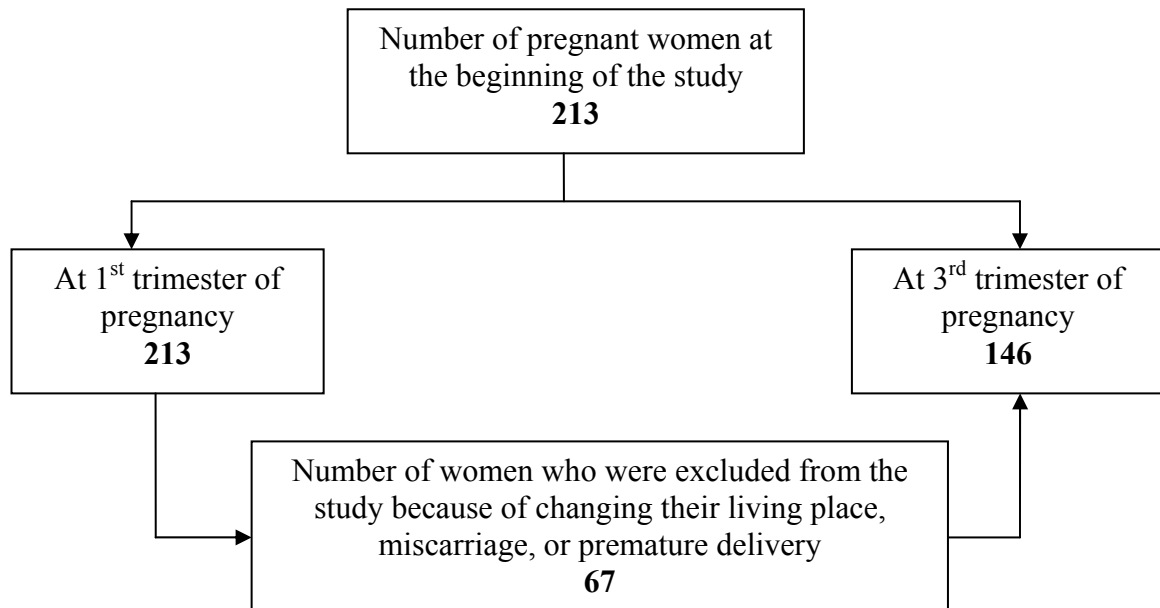 Number of pregnant women at
the beginning of the study
213
At 1st trimester of
pregnancy
213
At 3rd trimester of
pregnancy
146
Number of women who were excluded from the
study because of changing their living place,
miscarriage, or premature delivery
67